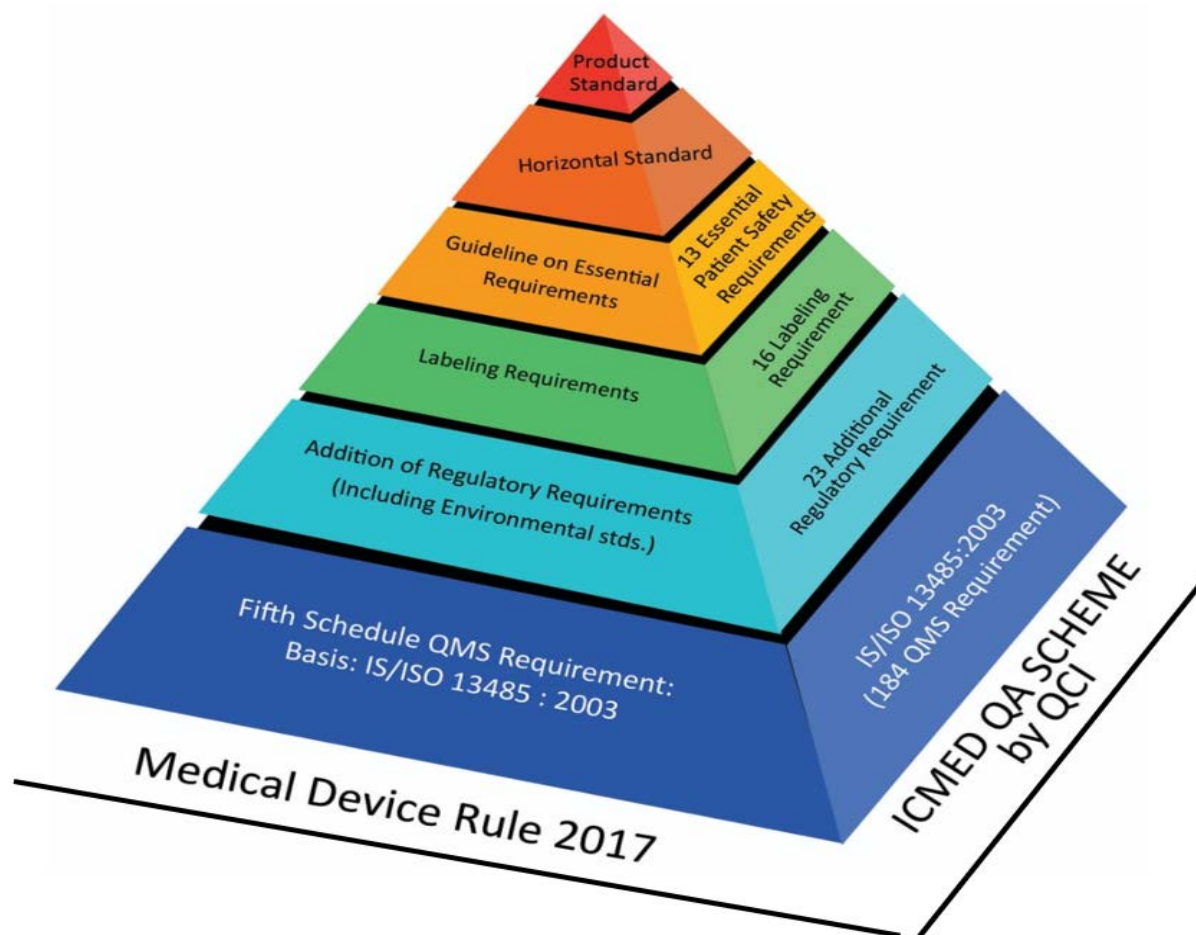 Product
Standard
Horizontal Standard
Guideline on Essential
Requirements
13 Essential
Patient Safety
Requirements
Labeling Requirements
16 Labeling
Requirement
Addition of Regulatory Requirements
(Including Environmental stds.)
23 Additional
Regulatory Requirement
Fifth Schedule QMS Requirement:
Basis: IS/ISO 13485 : 2003
IS/ISO 13485:2003
(184 QMS Requirement)
Medical Device Rule 2017
ICMED QA SCHEME
by QCI